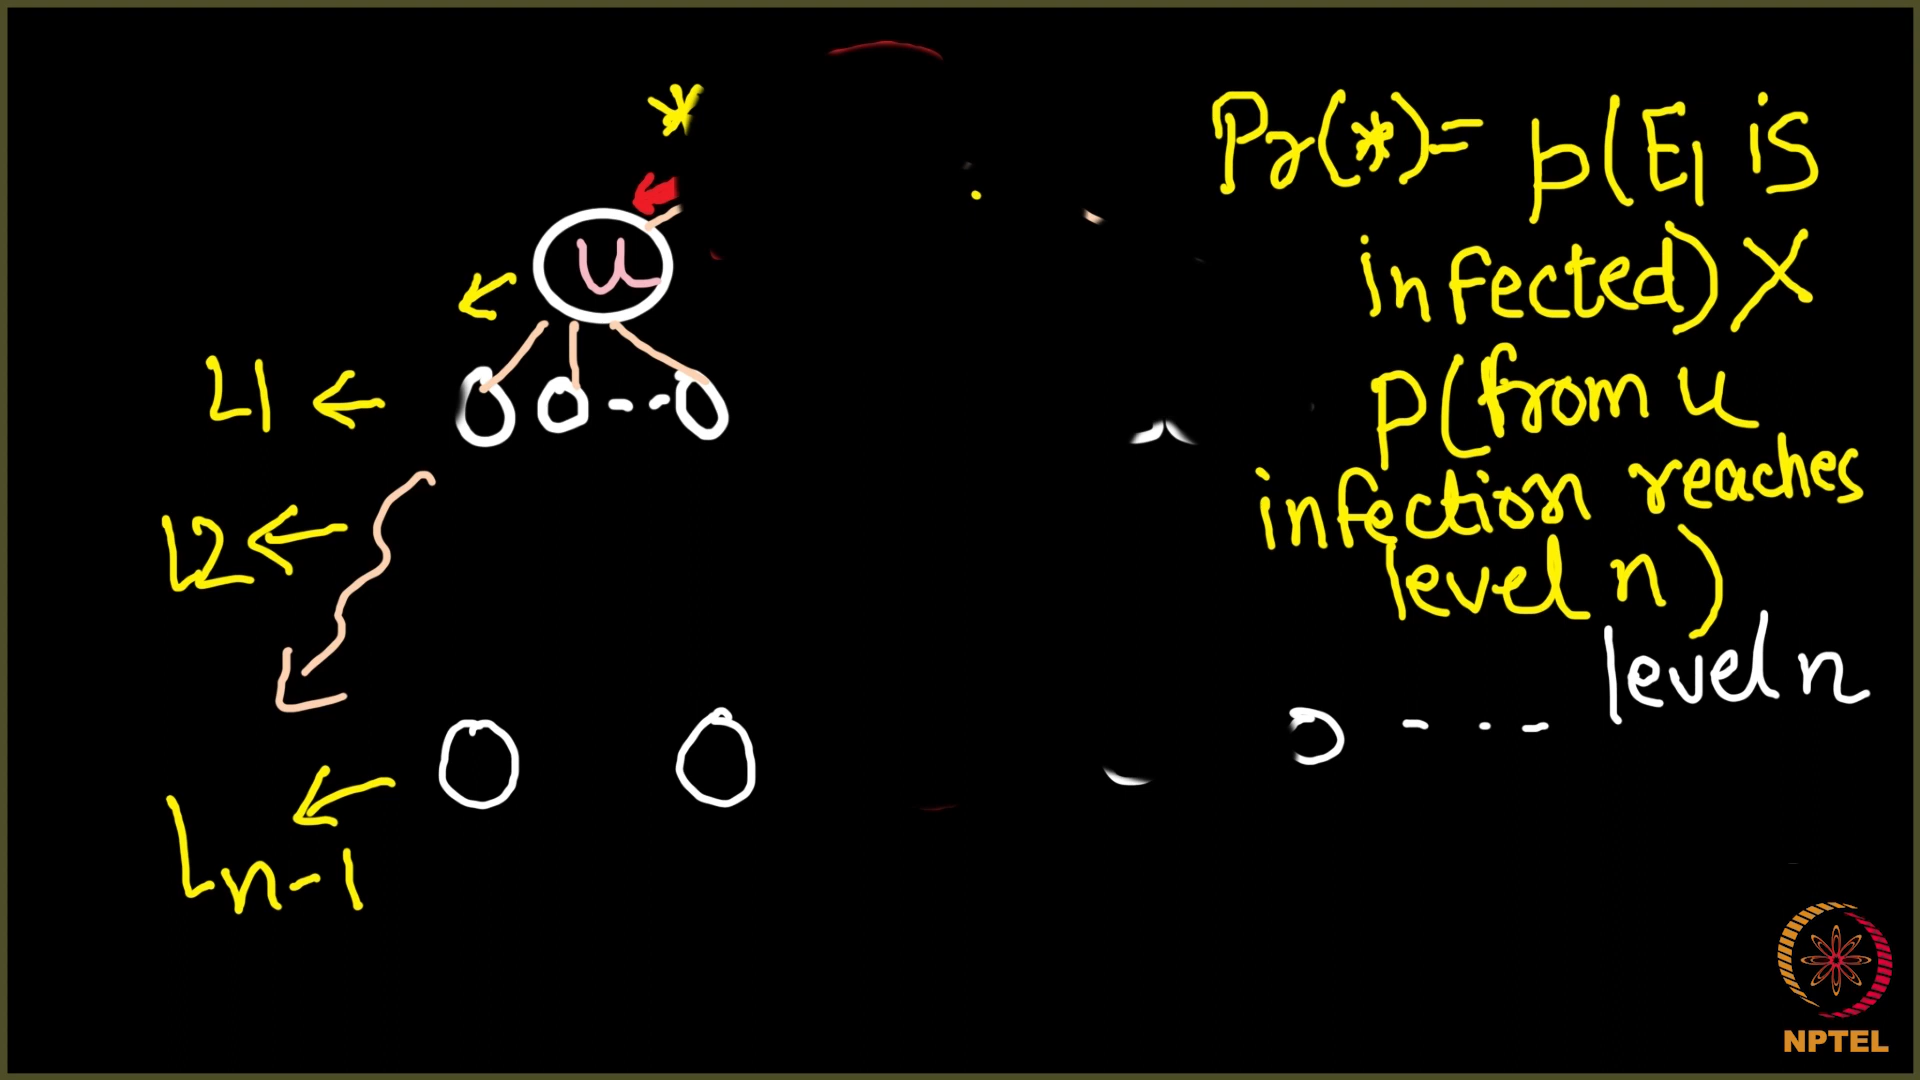 *
Pr(*) = p(E1 is
infected) X
p(from u
infection reaches
level n)
level n
u
L1 ←
L2 ←
Ln-1
NPTEL